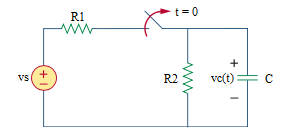 R1
t = 0
vs
+
R2
+
vc(t)
C